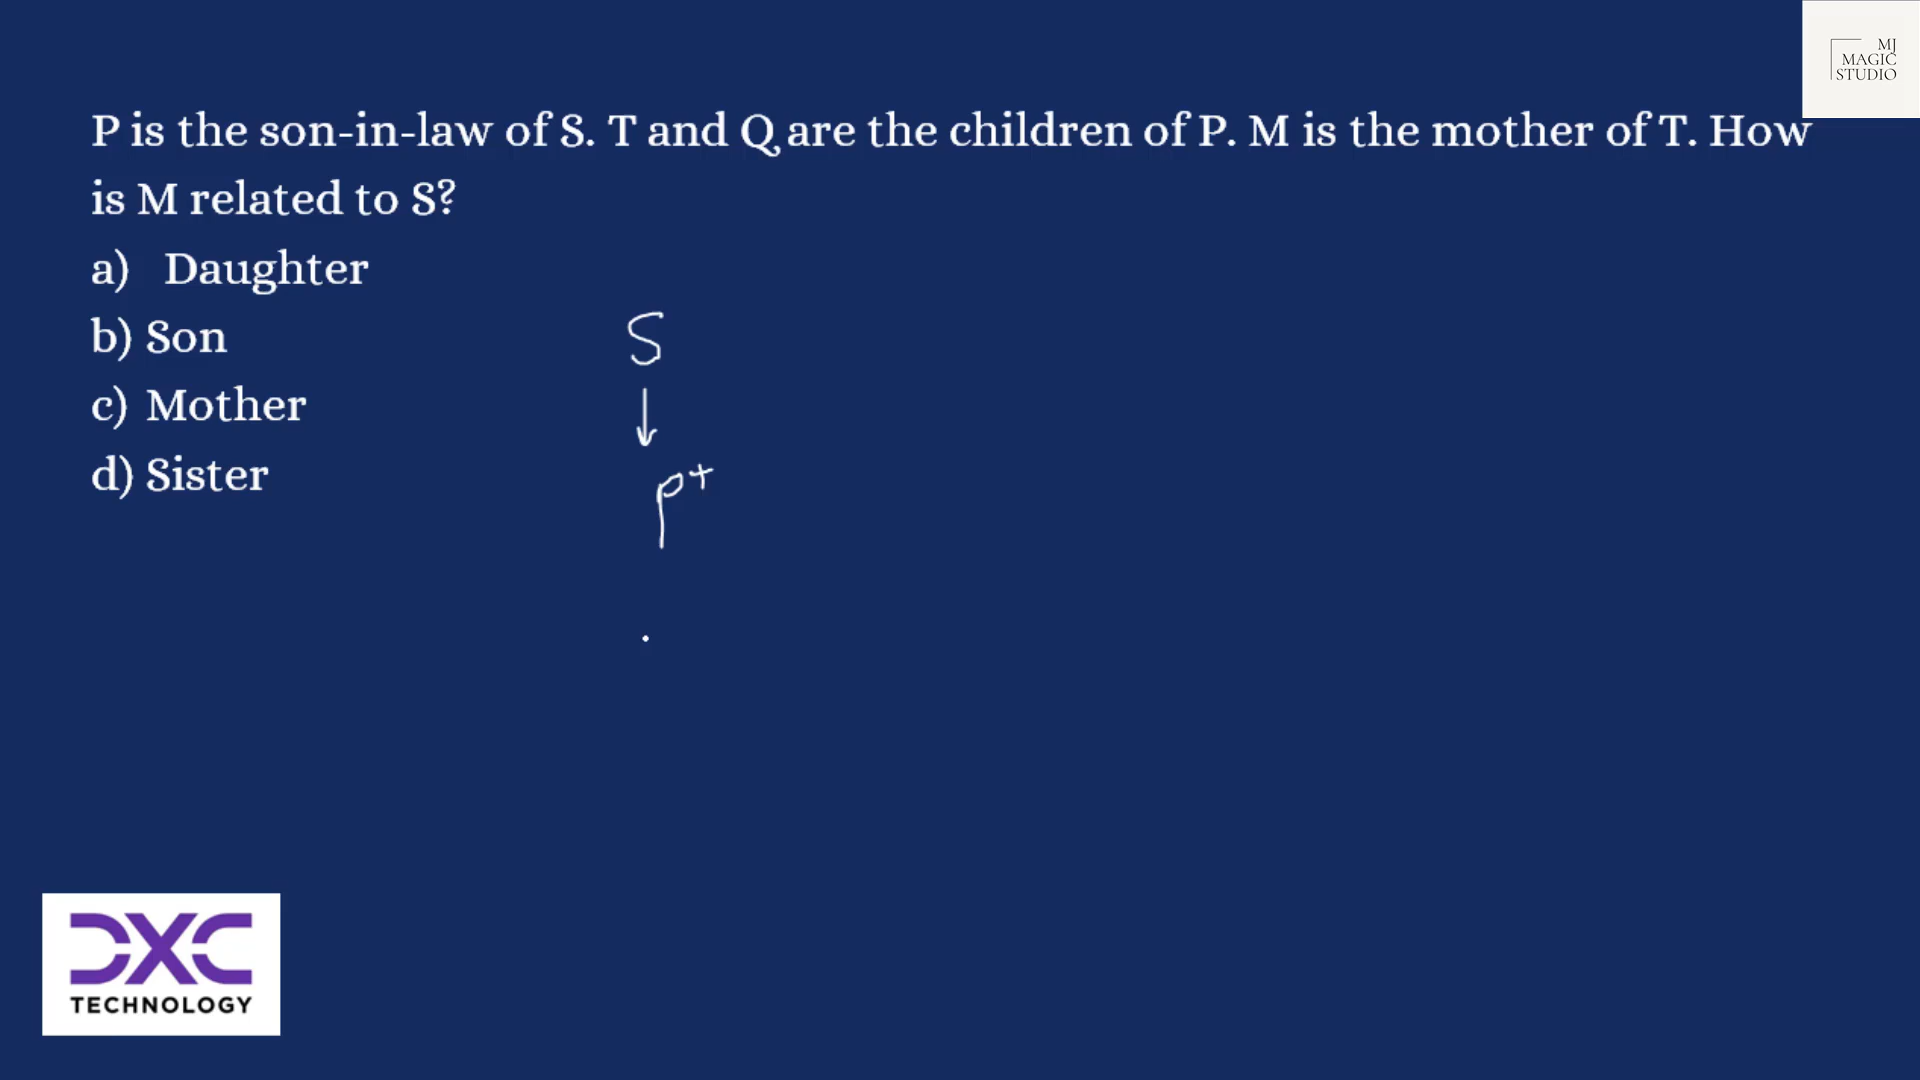 MJ
MAGIC
STUDIO
P is the son-in-law of S. T and Q are the children of P. M is the mother of T. How
is M related to S?
a) Daughter
b) Son
c) Mother
d) Sister
S
↓
P+
DXC
TECHNOLOGY